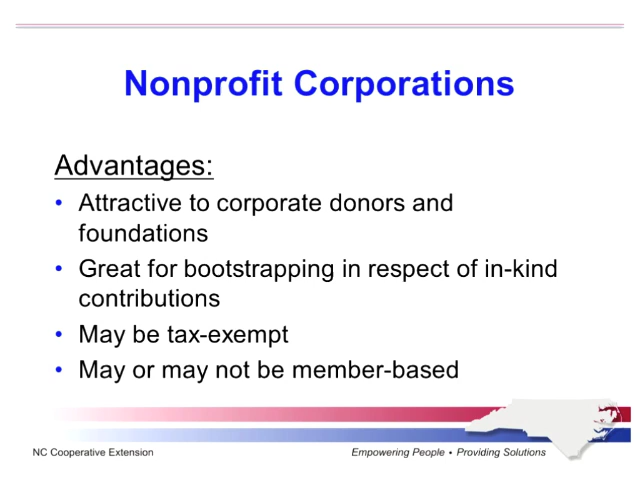 Nonprofit Corporations
Advantages:
• Attractive to corporate donors and
foundations
• Great for bootstrapping in respect of in-kind
contributions
• May be tax-exempt
• May or may not be member-based
NC Cooperative Extension
Empowering People • Providing Solutions